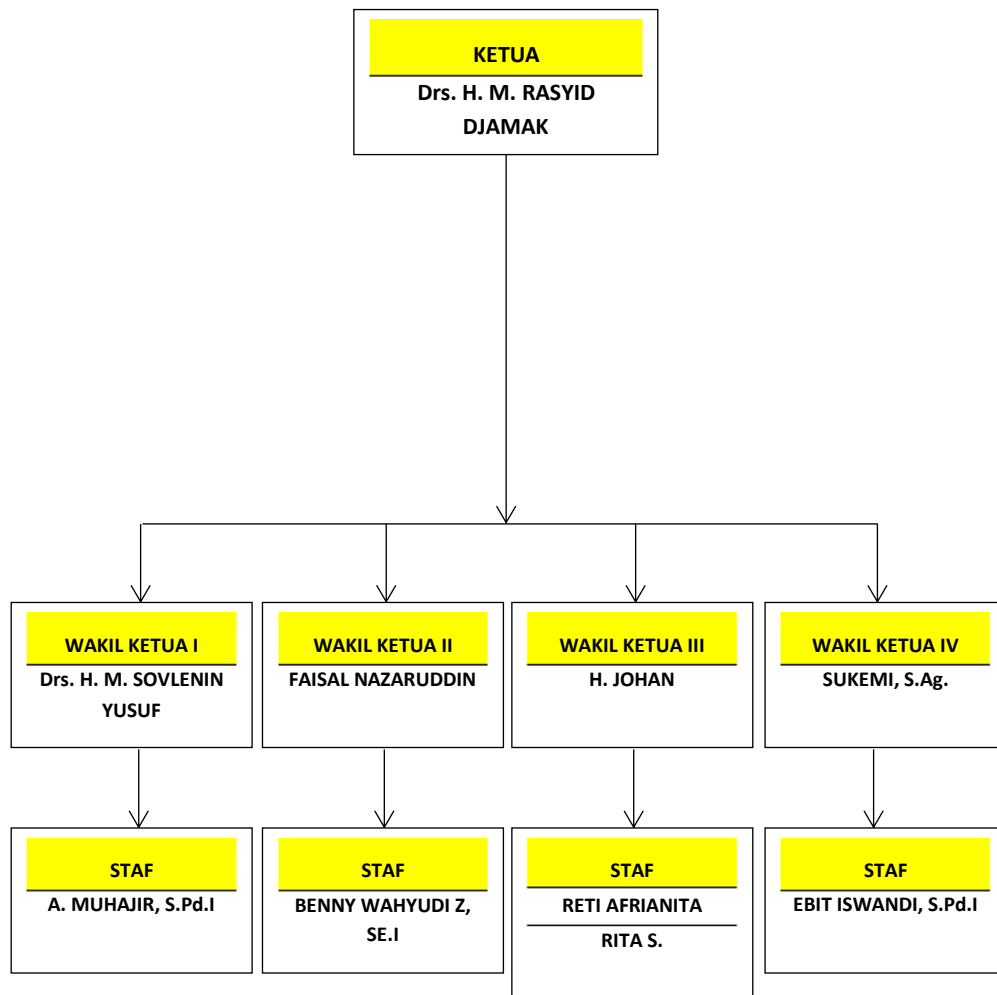 KETUA
Drs. H. M. RASYID
DJAMAK
WAKIL KETUA I
Drs. H. M. SOVLENIN
YUSUF
WAKIL KETUA II
FAISAL NAZARUDDIN
WAKIL KETUA III
H. JOHAN
WAKIL KETUA IV
SUKEMI, S.Ag.
STAF
A. MUHAJIR, S.Pd.I
STAF
BENNY WAHYUDI Z,
SE.I
STAF
RETI AFRIANITA
RITA S.
STAF
EBIT ISWANDI, S.Pd.I